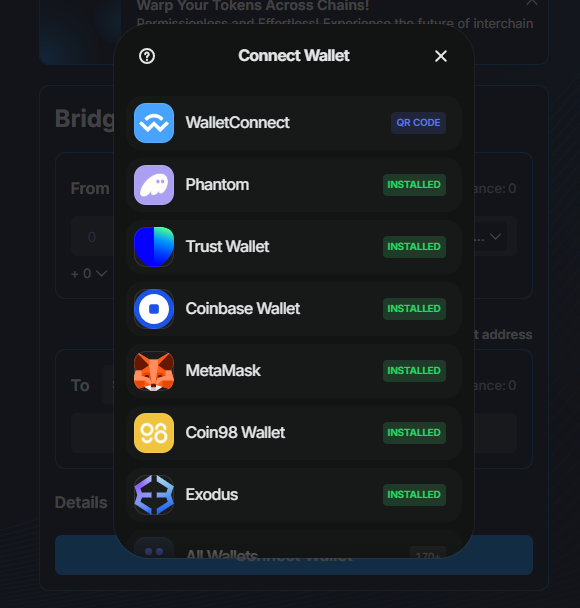 Warp Your Tokens Across Chains!
Permissionless and Effortless! Experience the future of interchain
Connect Wallet
Bridg
WalletConnect QR CODE
Phantom INSTALLED
From ance: 0
Trust Wallet INSTALLED
0 ...
+ 0
Coinbase Wallet INSTALLED
t address
MetaMask INSTALLED
To ance: 0
Coin98 Wallet INSTALLED
Exodus INSTALLED
Details
All Wallets 170+
Connect Wallet